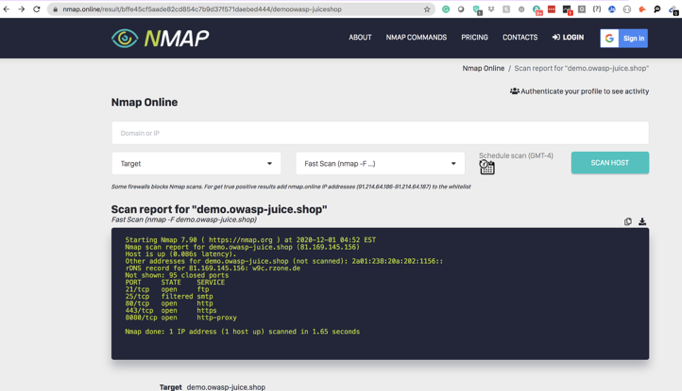 nmap.online/result/bffe45cf5aade82cd854c7b9d37f571daebed444/demoowasp-juiceshop
NMAP
ABOUT
NMAP COMMANDS
PRICING
CONTACTS
LOGIN
Sign in
Nmap Online / Scan report for "demo.owasp-juice.shop"
Authenticate your profile to see activity
Nmap Online
Domain or IP
Target
Fast Scan (nmap -F ...)
Schedule scan (GMT-4)
SCAN HOST
Some firewalls blocks Nmap scans. For get true positive results add nmap.online IP addresses (91.214.64.186-91.214.64.187) to the whitelist
Scan report for "demo.owasp-juice.shop"
Fast Scan (nmap -F demo.owasp-juice.shop)
Starting Nmap 7.90 ( https://nmap.org ) at 2020-12-01 04:52 EST
Nmap scan report for demo.owasp-juice.shop (81.169.145.156)
Host is up (0.086s latency).
Other addresses for demo.owasp-juice.shop (not scanned): 2a01:238:20a:202:1156::
rDNS record for 81.169.145.156: w9c.rzone.de
Not shown: 95 closed ports
PORT STATE SERVICE
21/tcp open ftp
25/tcp filtered smtp
80/tcp open http
443/tcp open https
8080/tcp open http-proxy
Nmap done: 1 IP address (1 host up) scanned in 1.65 seconds
Target demo.owasp-juice.shop